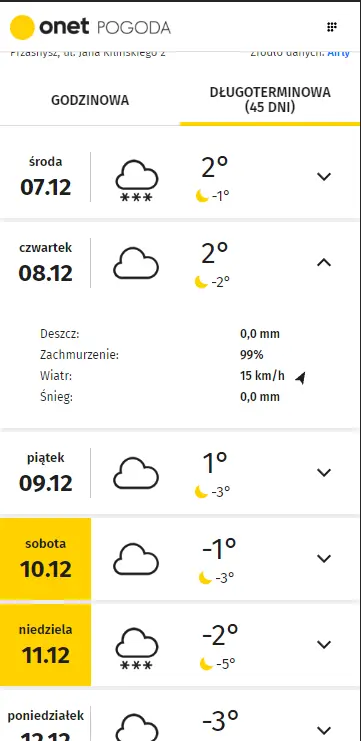 onet POGODA
Przasnysz, ul. Jana Kilińskiego 2 Źródło danych: Airly
GODZINOWA
DŁUGOTERMINOWA
(45 DNI)
środa
07.12
2°
-1°
czwartek
08.12
2°
-2°
Deszcz: 0,0 mm
Zachmurzenie: 99%
Wiatr: 15 km/h
Śnieg: 0,0 mm
piątek
09.12
1°
-3°
sobota
10.12
-1°
-3°
niedziela
11.12
-2°
-5°
poniedziałek
12.12
-3°